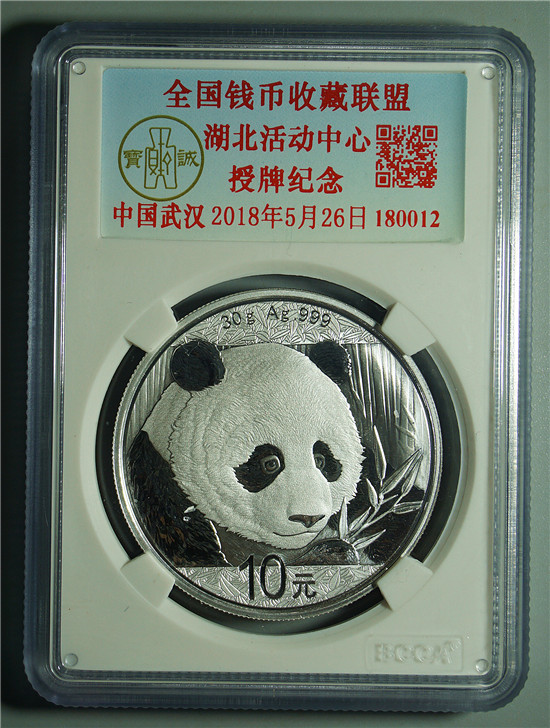 全国钱币收藏联盟
湖北活动中心
寶 誠
授牌纪念
中国武汉 2018年5月26日 180012
30g Ag.999
10元